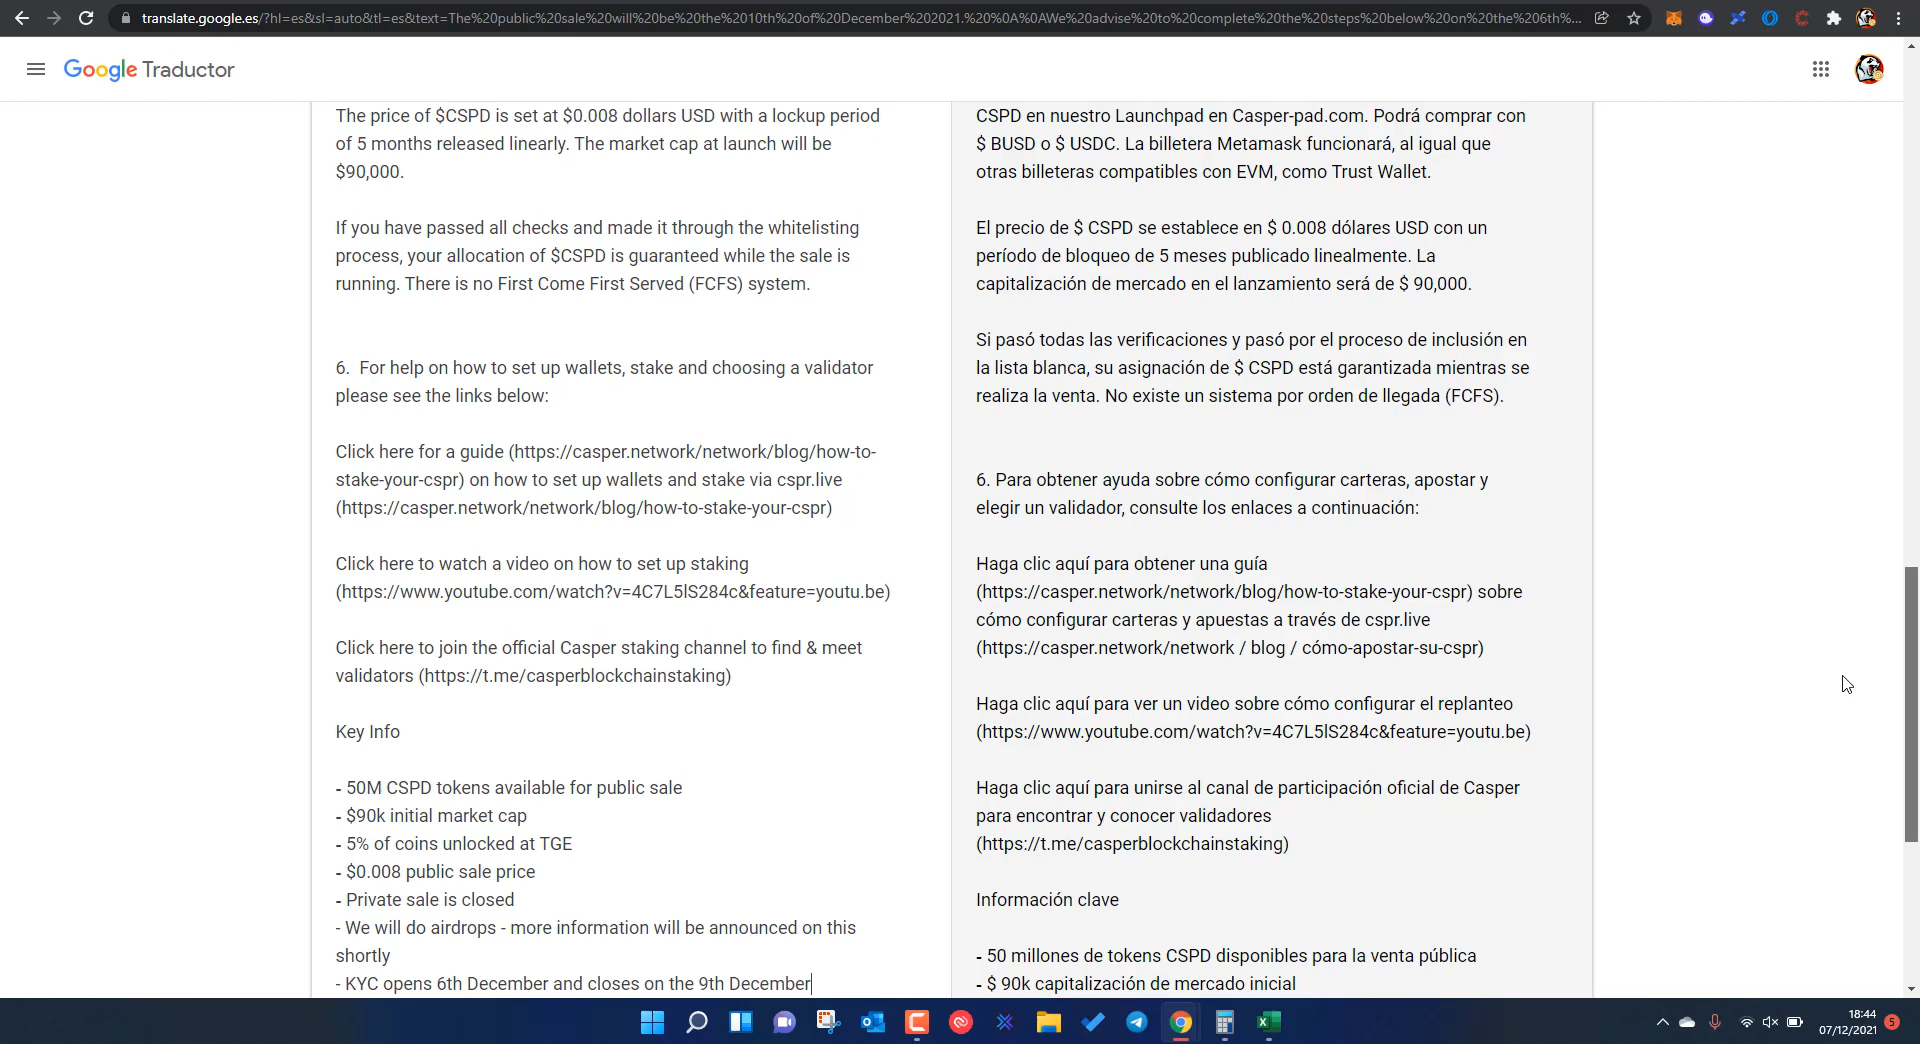 translate.google.es/?hl=es&sl=auto&tl=es&text=The%20public%20sale%20will%20be%20the%2010th%20of%20December%202021.%20%0A%0AWe%20advise%20to%20complete%20the%20steps%20below%20on%20the%206th%...
Google Traductor
The price of $CSPD is set at $0.008 dollars USD with a lockup period
of 5 months released linearly. The market cap at launch will be
$90,000.
If you have passed all checks and made it through the whitelisting
process, your allocation of $CSPD is guaranteed while the sale is
running. There is no First Come First Served (FCFS) system.
6.  For help on how to set up wallets, stake and choosing a validator
please see the links below:
Click here for a guide (https://casper.network/network/blog/how-to-
stake-your-cspr) on how to set up wallets and stake via cspr.live
(https://casper.network/network/blog/how-to-stake-your-cspr)
Click here to watch a video on how to set up staking
(https://www.youtube.com/watch?v=4C7L5lS284c&feature=youtu.be)
Click here to join the official Casper staking channel to find & meet
validators (https://t.me/casperblockchainstaking)
Key Info
- 50M CSPD tokens available for public sale
- $90k initial market cap
- 5% of coins unlocked at TGE
- $0.008 public sale price
- Private sale is closed
- We will do airdrops - more information will be announced on this
shortly
- KYC opens 6th December and closes on the 9th December
CSPD en nuestro Launchpad en Casper-pad.com. Podrá comprar con
$ BUSD o $ USDC. La billetera Metamask funcionará, al igual que
otras billeteras compatibles con EVM, como Trust Wallet.
El precio de $ CSPD se establece en $ 0.008 dólares USD con un
período de bloqueo de 5 meses publicado linealmente. La
capitalización de mercado en el lanzamiento será de $ 90,000.
Si pasó todas las verificaciones y pasó por el proceso de inclusión en
la lista blanca, su asignación de $ CSPD está garantizada mientras se
realiza la venta. No existe un sistema por orden de llegada (FCFS).
6. Para obtener ayuda sobre cómo configurar carteras, apostar y
elegir un validador, consulte los enlaces a continuación:
Haga clic aquí para obtener una guía
(https://casper.network/network/blog/how-to-stake-your-cspr) sobre
cómo configurar carteras y apuestas a través de cspr.live
(https://casper.network/network / blog / cómo-apostar-su-cspr)
Haga clic aquí para ver un video sobre cómo configurar el replanteo
(https://www.youtube.com/watch?v=4C7L5lS284c&feature=youtu.be)
Haga clic aquí para unirse al canal de participación oficial de Casper
para encontrar y conocer validadores
(https://t.me/casperblockchainstaking)
Información clave
- 50 millones de tokens CSPD disponibles para la venta pública
- $ 90k capitalización de mercado inicial
18:44
07/12/2021
5